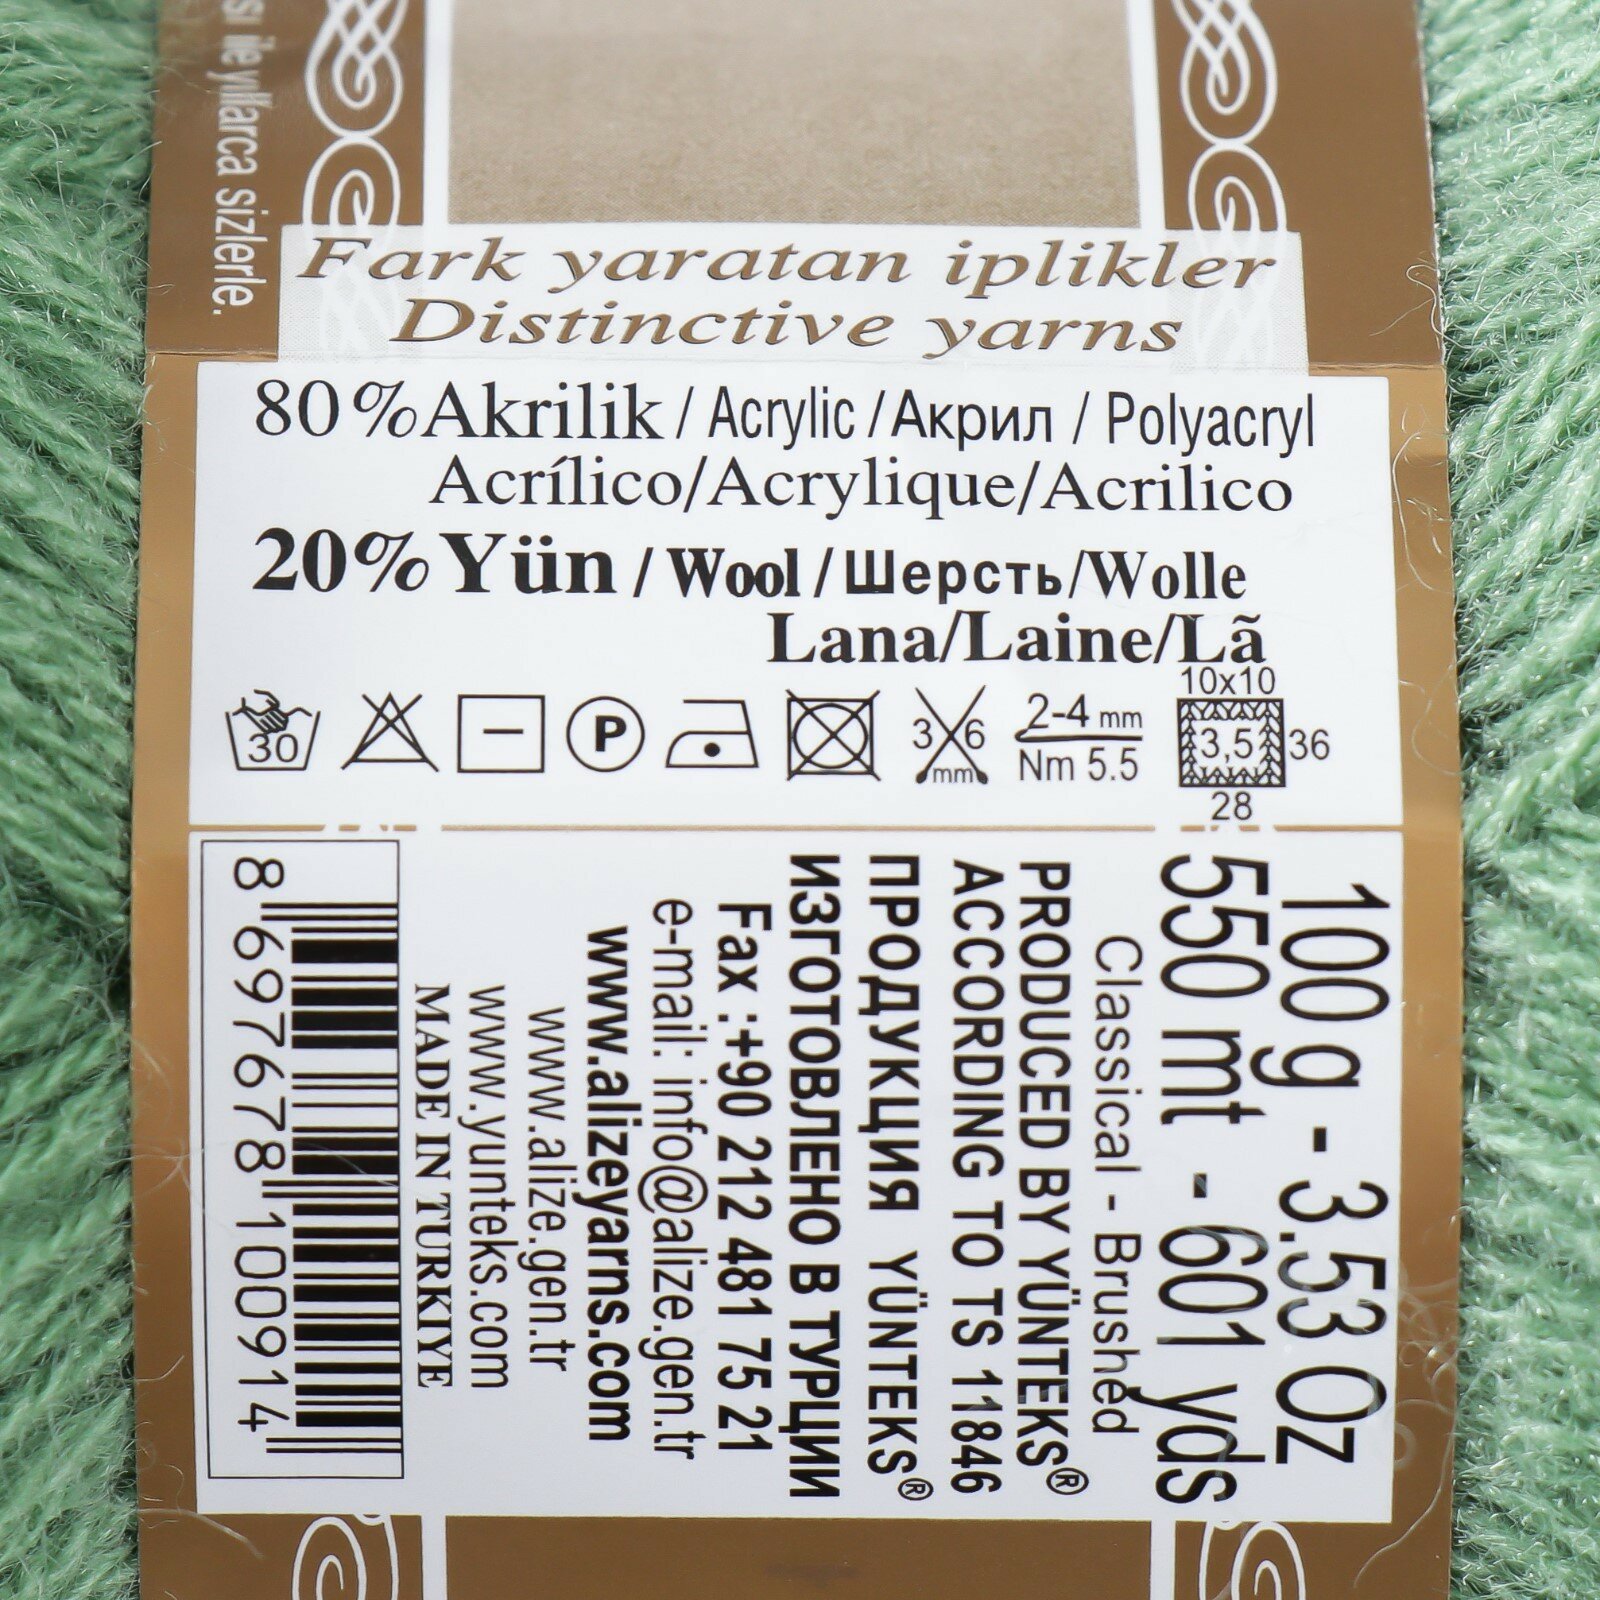 sı ile yıllarca sizlerle.
Fark yaratan iplikler
Distinctive yarns
80%Akrilik / Acrylic / Акрил / Polyacryl
Acrílico/Acrylique/Acrilico
20%Yün / Wool / Шерсть/Wolle
Lana/Laine/Lã
30
P
3 6
mm
2-4 mm
Nm 5.5
10x10
3,5 36
28
100 g - 3.53 Oz
550 mt - 601 yds
Classical - Brushed
PRODUCED BY YÜNTEKS®
ACCORDING TO TS 11846
ПРОДУКЦИЯ YÜNTEKS®
ИЗГОТОВЛЕНО В ТУРЦИИ
Fax :+90 212 481 75 21
e-mail: info@alize.gen.tr
www.alizeyarns.com
www.alize.gen.tr
www.yunteks.com
MADE IN TURKIYE
8 697678 100914